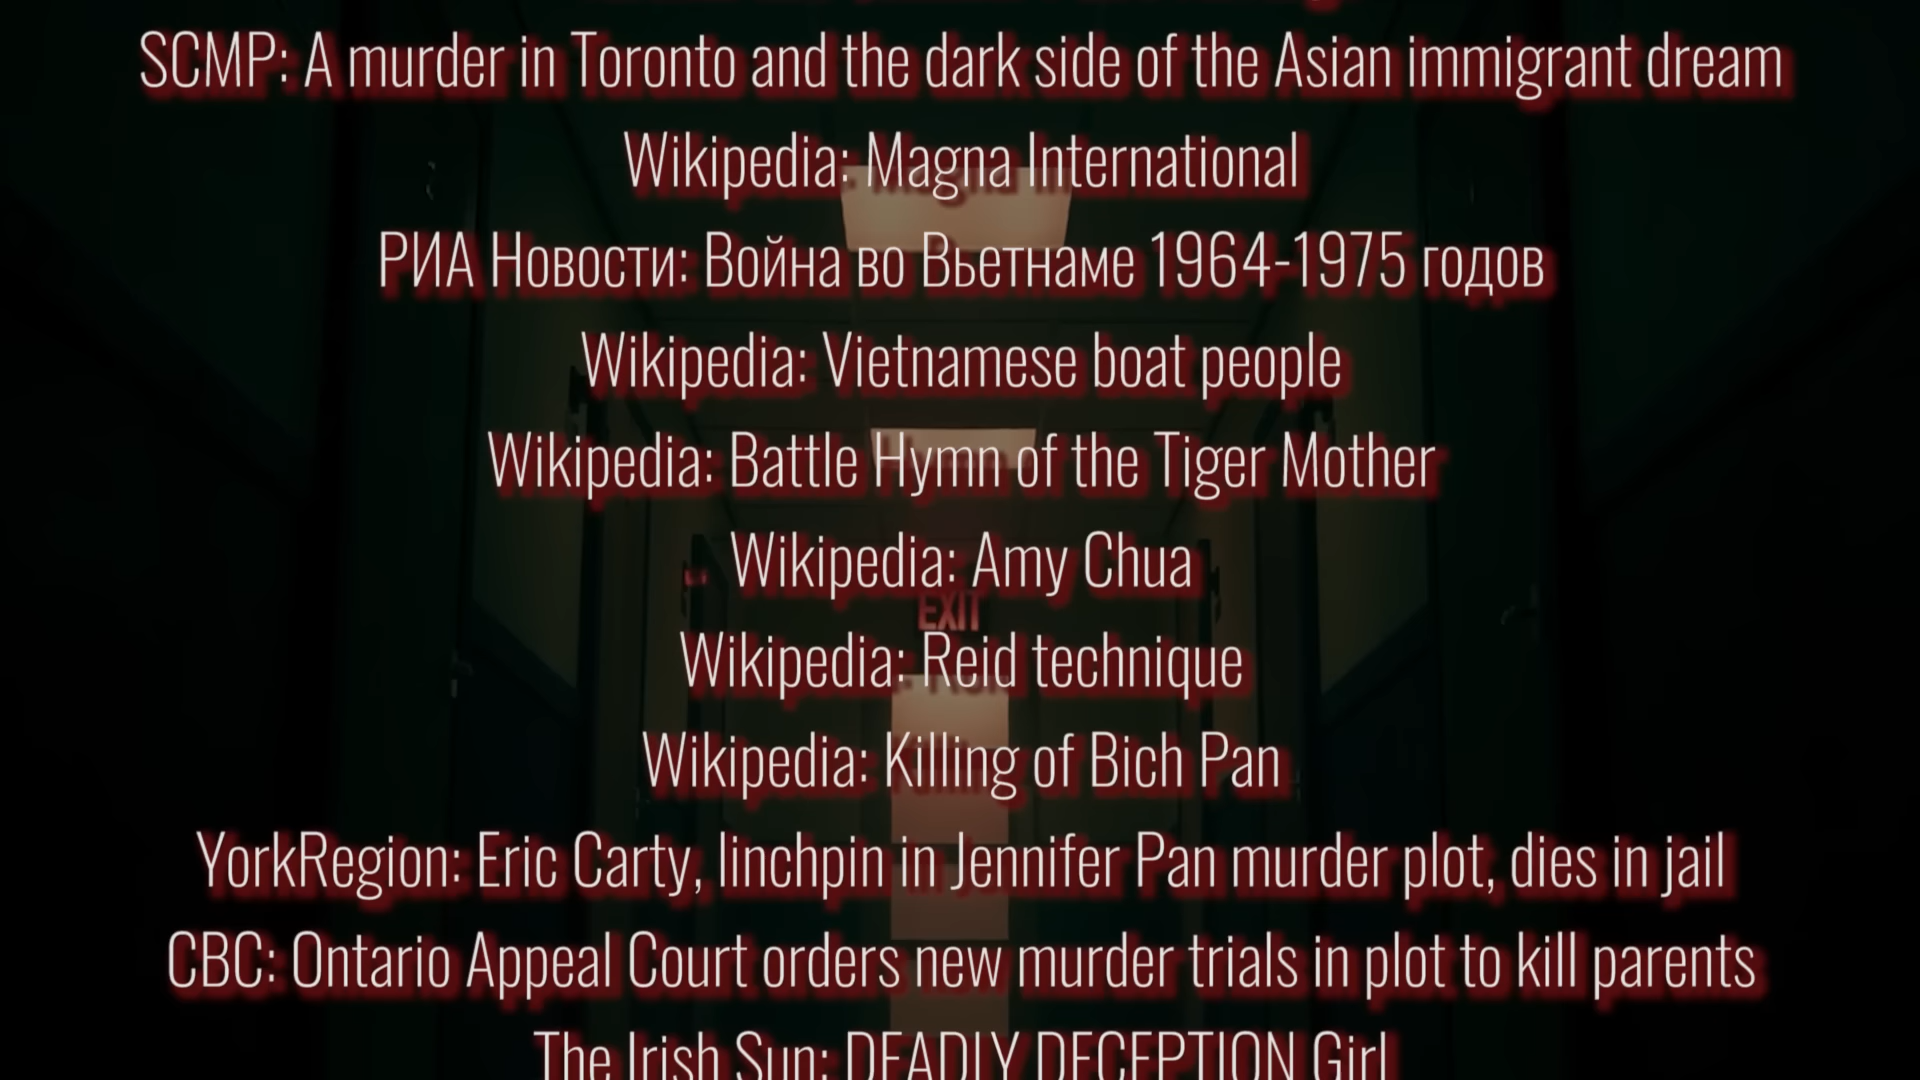 SCMP: A murder in Toronto and the dark side of the Asian immigrant dream
Wikipedia: Magna International
РИА Новости: Война во Вьетнаме 1964-1975 годов
Wikipedia: Vietnamese boat people
Wikipedia: Battle Hymn of the Tiger Mother
Wikipedia: Amy Chua
EXIT
Wikipedia: Reid technique
Wikipedia: Killing of Bich Pan
YorkRegion: Eric Carty, linchpin in Jennifer Pan murder plot, dies in jail
CBC: Ontario Appeal Court orders new murder trials in plot to kill parents
The Irish Sun: DEADLY DECEPTION Girl